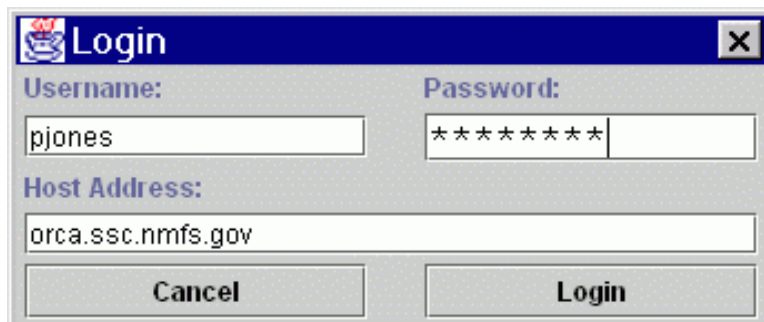 Login
Username: Password:
pjones ********
Host Address:
orca.ssc.nmfs.gov
Cancel Login